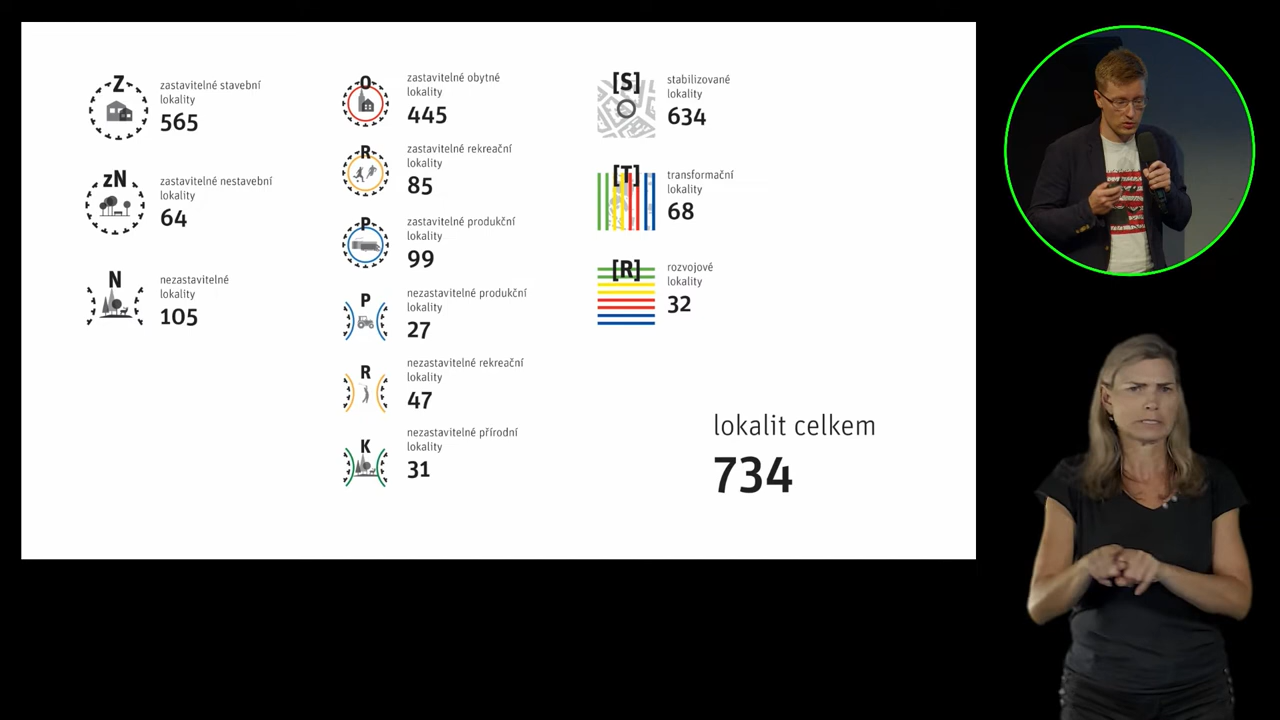 Z
zastavitelné stavební
lokality
565
zN
zastavitelné nestavební
lokality
64
N
nezastavitelné
lokality
105
O
zastavitelné obytné
lokality
445
R
zastavitelné rekreační
lokality
85
P
zastavitelné produkční
lokality
99
P
nezastavitelné produkční
lokality
27
R
nezastavitelné rekreační
lokality
47
K
nezastavitelné přírodní
lokality
31
[S]
stabilizované
lokality
634
[T]
transformační
lokality
68
[R]
rozvojové
lokality
32
lokalit celkem
734